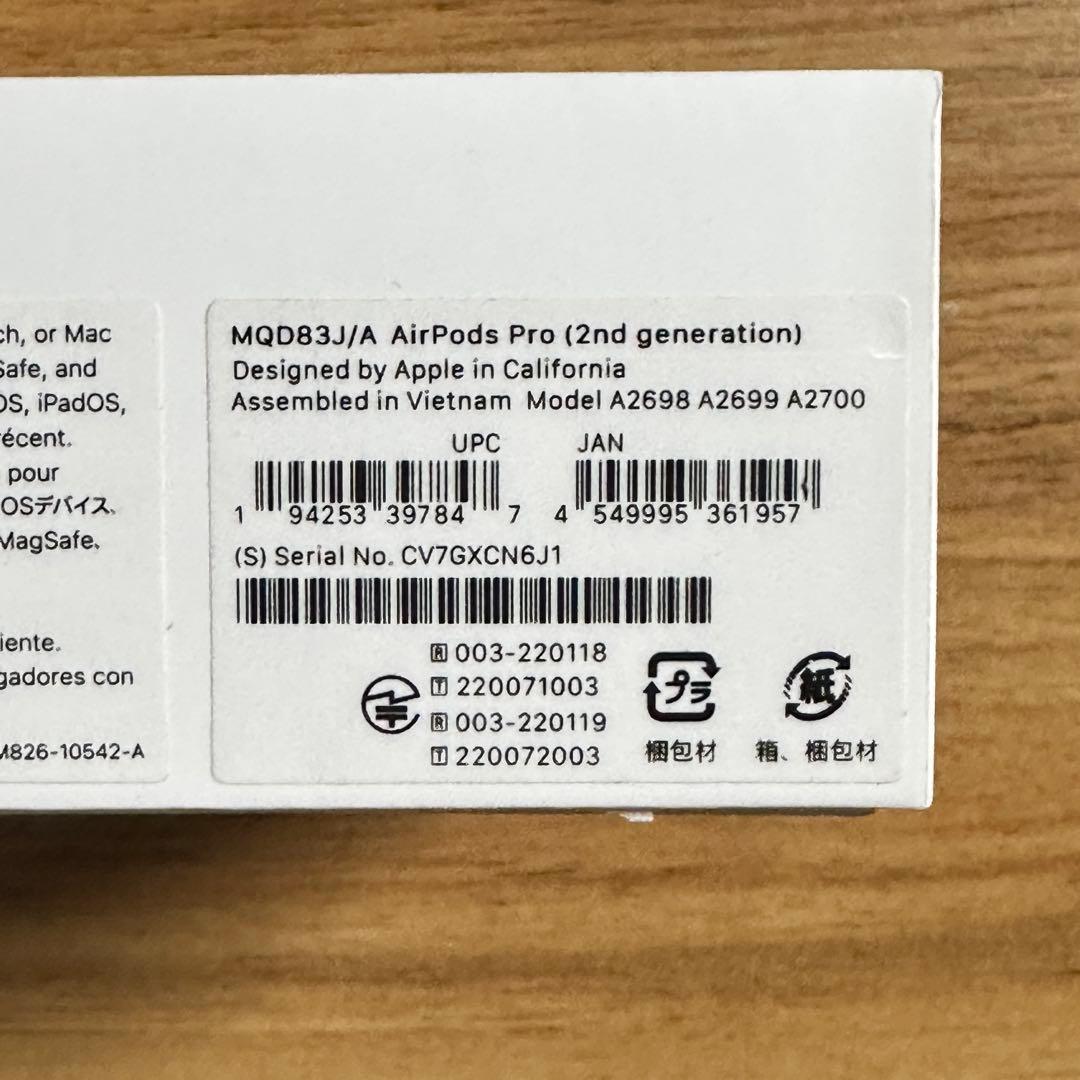 ch, or Mac
Safe, and
OS, iPadOS,
récent.
pour
OSデバイス、
MagSafe、
iente.
gadores con
M826-10542-A
MQD83J/A AirPods Pro (2nd generation)
Designed by Apple in California
Assembled in Vietnam Model A2698 A2699 A2700
UPC JAN
1 94253 39784 7 4 549995 361957
(S) Serial No. CV7GXCN6J1
R 003-220118
T 220071003
R 003-220119
T 220072003
プラ
紙
梱包材
箱、梱包材